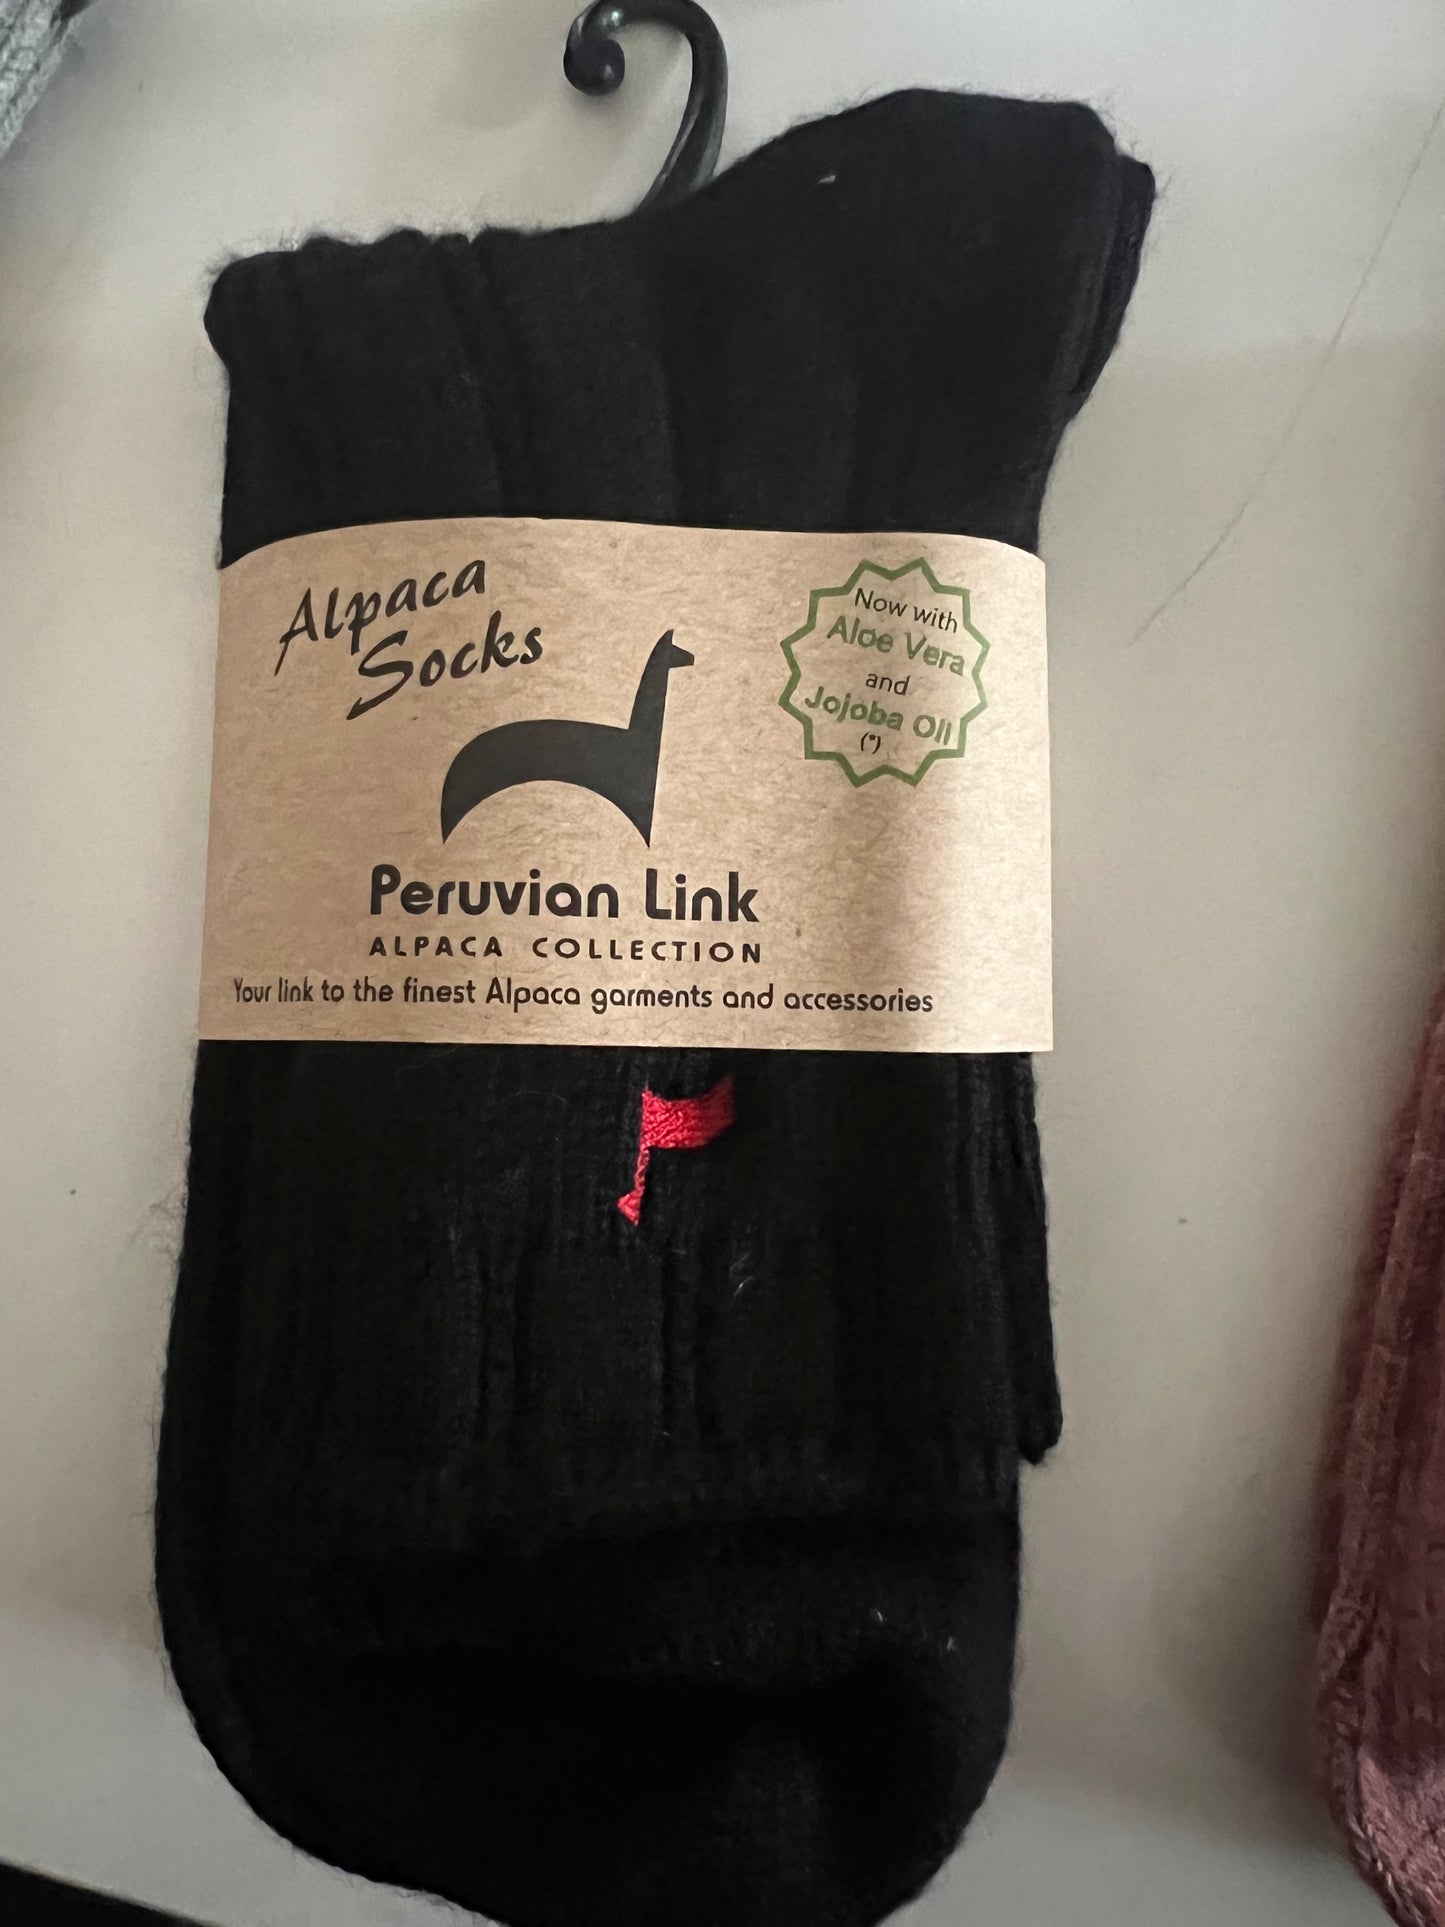 Alpaca
Socks
Now with
Aloe Vera
and
Jojoba OIl
(*)
Peruvian Link
ALPACA COLLECTION
Your link to the finest Alpaca garments and accessories